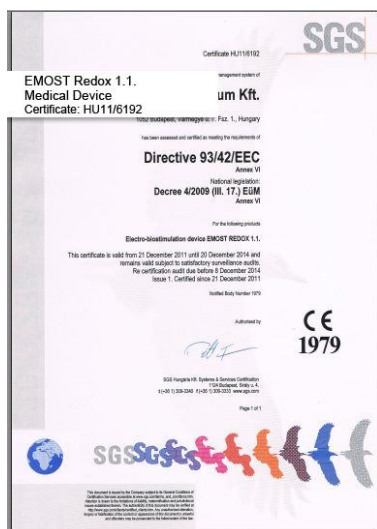 SGS
Certificate HU11/6192
management system of
EMOST Redox 1.1.
Medical Device
Certificate: HU11/6192
um Kft.
1052 Budapest, Vármegye u. Fsz. 1., Hungary
has been assessed and certified as meeting the requirements of
Directive 93/42/EEC
Annex VI
National legislation:
Decree 4/2009 (III. 17.) EüM
Annex VI
For the following products
Electro-biostimulation device EMOST REDOX 1.1.
This certificate is valid from 21 December 2011 until 20 December 2014 and
remains valid subject to satisfactory surveillance audits.
Re certification audit due before 8 December 2014
Issue 1. Certified since 21 December 2011
Notified Body Number 1979
Authorised by
CE
1979
SGS Hungária Kft. Systems & Services Certification
1124 Budapest, Sirály u. 4.
t (+36 1) 309-3348 f (+36 1) 309-3333 www.sgs.com
Page 1 of 1
SGS SGS SGS